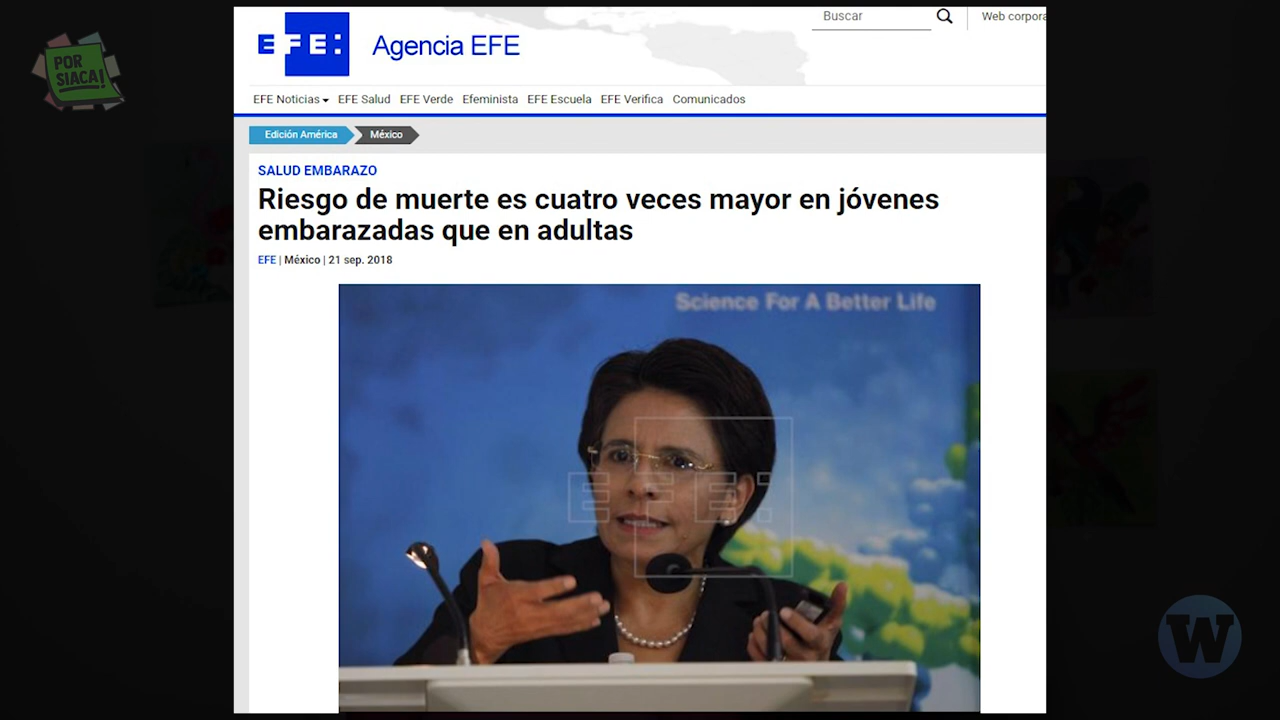 POR
SIACA!
EFE:
Agencia EFE
Buscar
Web corpora
EFE Noticias
EFE Salud
EFE Verde
Efeminista
EFE Escuela
EFE Verifica
Comunicados
Edición América
México
SALUD EMBARAZO
Riesgo de muerte es cuatro veces mayor en jóvenes
embarazadas que en adultas
EFE | México | 21 sep. 2018
Science For A Better Life
EFE:
W